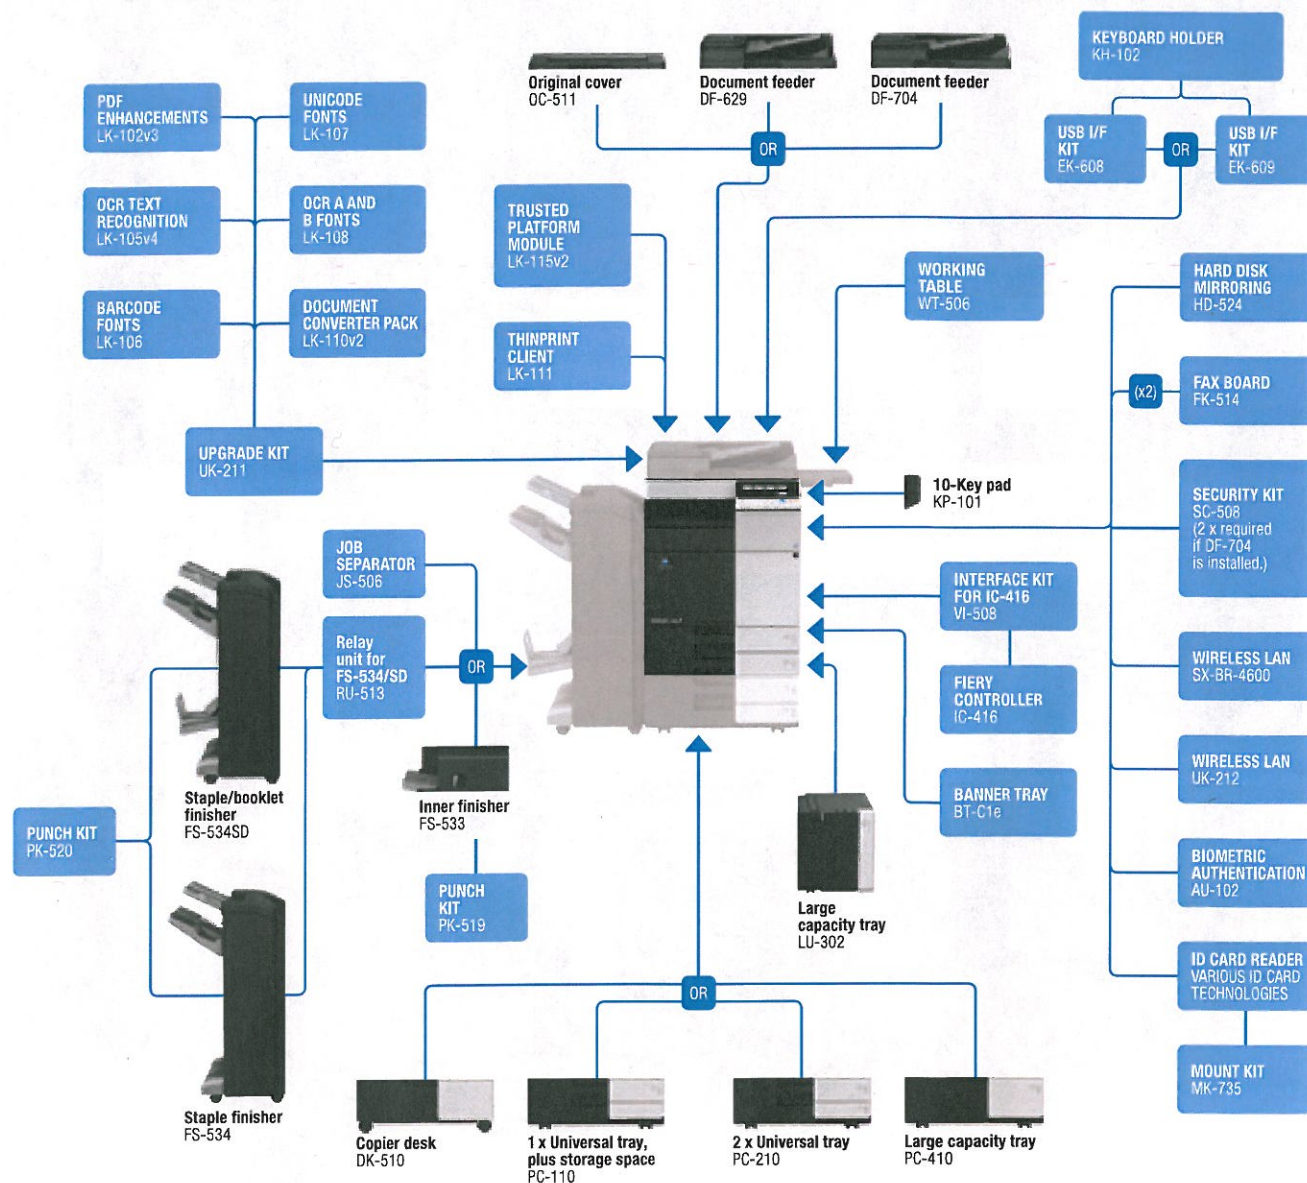 Original cover
OC-511
Document feeder
DF-629
Document feeder
DF-704
KEYBOARD HOLDER
KH-102
PDF
ENHANCEMENTS
LK-102v3
UNICODE
FONTS
LK-107
OR
USB I/F
KIT
EK-608
OR
USB I/F
KIT
EK-609
OCR TEXT
RECOGNITION
LK-105v4
OCR A AND
B FONTS
LK-108
TRUSTED
PLATFORM
MODULE
LK-115v2
WORKING
TABLE
WT-506
HARD DISK
MIRRORING
HD-524
BARCODE
FONTS
LK-106
DOCUMENT
CONVERTER PACK
LK-110v2
THINPRINT
CLIENT
LK-111
(x2)
FAX BOARD
FK-514
UPGRADE KIT
UK-211
10-Key pad
KP-101
SECURITY KIT
SC-508
(2 x required
if DF-704
is installed.)
JOB
SEPARATOR
JS-506
INTERFACE KIT
FOR IC-416
VI-508
Relay
unit for
FS-534/SD
RU-513
OR
WIRELESS LAN
SX-BR-4600
FIERY
CONTROLLER
IC-416
WIRELESS LAN
UK-212
Staple/booklet
finisher
FS-534SD
Inner finisher
FS-533
BANNER TRAY
BT-C1e
PUNCH KIT
PK-520
BIOMETRIC
AUTHENTICATION
AU-102
PUNCH
KIT
PK-519
Large
capacity tray
LU-302
ID CARD READER
VARIOUS ID CARD
TECHNOLOGIES
OR
MOUNT KIT
MK-735
Staple finisher
FS-534
Copier desk
DK-510
1 x Universal tray,
plus storage space
PC-110
2 x Universal tray
PC-210
Large capacity tray
PC-410